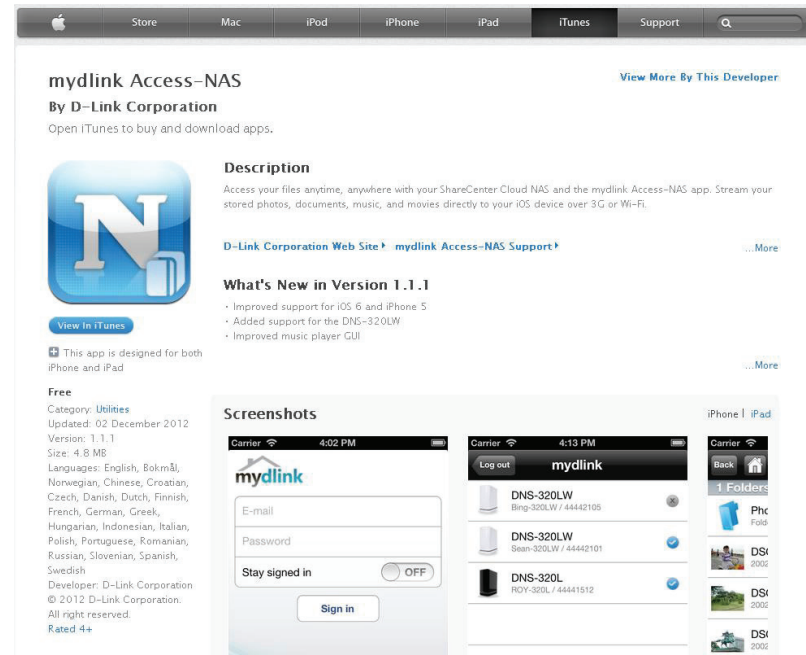 Store Mac iPod iPhone iPad iTunes Support
mydlink Access-NAS
View More By This Developer
By D-Link Corporation
Open iTunes to buy and download apps.
Description
Access your files anytime, anywhere with your ShareCenter Cloud NAS and the mydlink Access-NAS app. Stream your
stored photos, documents, music, and movies directly to your iOS device over 3G or Wi-Fi.
D-Link Corporation Web Site mydlink Access-NAS Support
...More
What's New in Version 1.1.1
· Improved support for iOS 6 and iPhone 5
· Added support for the DNS-320LW
· Improved music player GUI
...More
N
View In iTunes
This app is designed for both
iPhone and iPad
Free
Category: Utilities
Updated: 02 December 2012
Version: 1.1.1
Size: 4.8 MB
Languages: English, Bokmål,
Norwegian, Chinese, Croatian,
Czech, Danish, Dutch, Finnish,
French, German, Greek,
Hungarian, Indonesian, Italian,
Polish, Portuguese, Romanian,
Russian, Slovenian, Spanish,
Swedish
Developer: D-Link Corporation
© 2012 D-Link Corporation.
All right reserved.
Rated 4+
Screenshots
iPhone | iPad
Carrier 4:02 PM
mydlink
E-mail
Password
Stay signed in OFF
Sign in
Carrier 4:13 PM
Log out mydlink
DNS-320LW
Bing-320LW / 44442105
DNS-320LW
Sean-320LW / 44442101
DNS-320L
ROY-320L / 44441512
Carrier
Back
1 Folders
Pho
Folde
DSC
2002
DSC
2002
DSC
2002